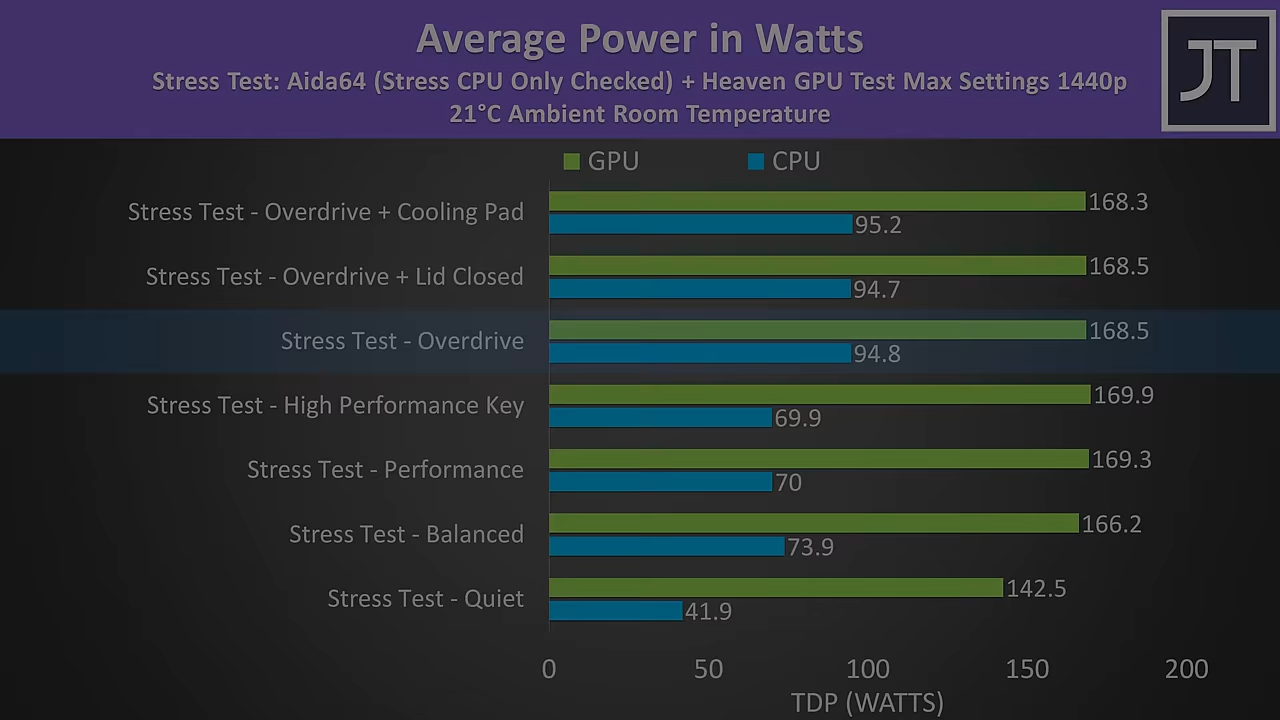 Average Power in Watts
Stress Test: Aida64 (Stress CPU Only Checked) + Heaven GPU Test Max Settings 1440p
21°C Ambient Room Temperature
JT
GPU CPU
Stress Test - Overdrive + Cooling Pad 168.3
95.2
Stress Test - Overdrive + Lid Closed 168.5
94.7
Stress Test - Overdrive 168.5
94.8
Stress Test - High Performance Key 169.9
69.9
Stress Test - Performance 169.3
70
Stress Test - Balanced 166.2
73.9
Stress Test - Quiet 142.5
41.9
0 50 100 150 200
TDP (WATTS)